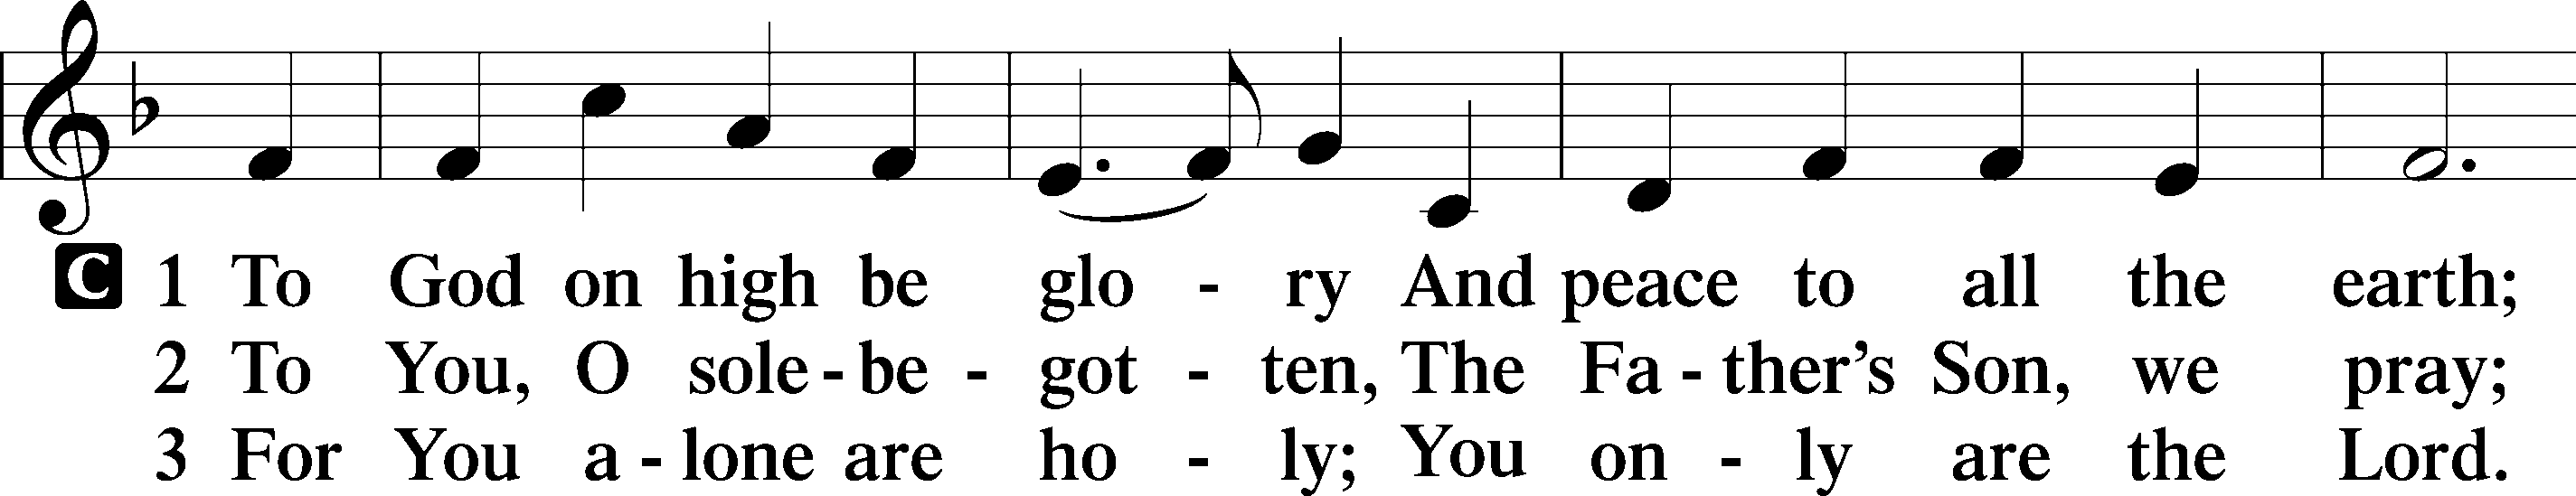 C 1 To God on high be glo - ry And peace to all the earth;
2 To You, O sole - be - got - ten, The Fa - ther’s Son, we pray;
3 For You a - lone are ho - ly; You on - ly are the Lord.